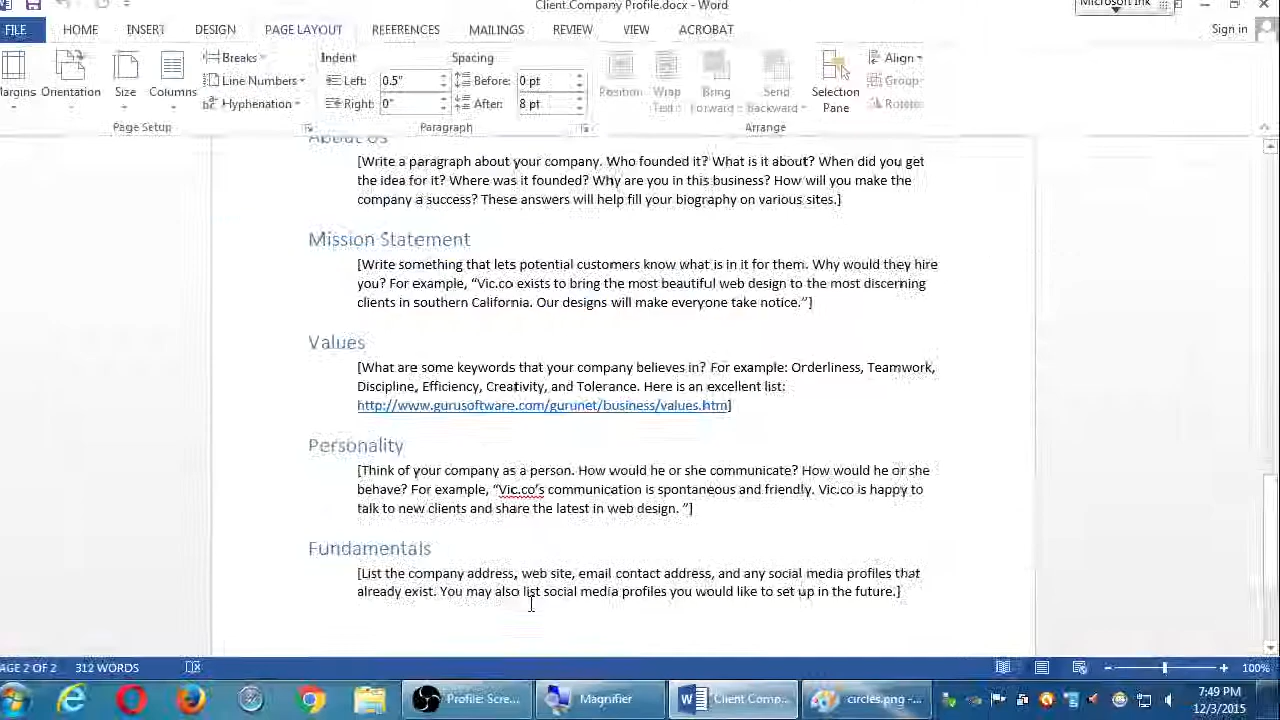 Client.Company Profile.docx - Word
Microsoft Ink
FILE HOME INSERT DESIGN PAGE LAYOUT REFERENCES MAILINGS REVIEW VIEW ACROBAT Sign in
Breaks Indent Spacing Align
Line Numbers Left: 0.5" Before: 0 pt Group
Orientation Size Columns Position Wrap Bring Send Selection
Hyphenation Right: 0" After: 8 pt Text Forward Backward Pane Rotate
Page Setup Paragraph Arrange
About Us
[Write a paragraph about your company. Who founded it? What is it about? When did you get
the idea for it? Where was it founded? Why are you in this business? How will you make the
company a success? These answers will help fill your biography on various sites.]
Mission Statement
[Write something that lets potential customers know what is in it for them. Why would they hire
you? For example, “Vic.co exists to bring the most beautiful web design to the most discerning
clients in southern California. Our designs will make everyone take notice.”]
Values
[What are some keywords that your company believes in? For example: Orderliness, Teamwork,
Discipline, Efficiency, Creativity, and Tolerance. Here is an excellent list:
http://www.gurusoftware.com/gurunet/business/values.htm]
Personality
[Think of your company as a person. How would he or she communicate? How would he or she
behave? For example, “Vic.co’s communication is spontaneous and friendly. Vic.co is happy to
talk to new clients and share the latest in web design. ”]
Fundamentals
[List the company address, web site, email contact address, and any social media profiles that
already exist. You may also list social media profiles you would like to set up in the future.]
PAGE 2 OF 2 312 WORDS 100%
Profile: Scre... Magnifier Client Comp... circles.png -... 7:49 PM
12/3/2015